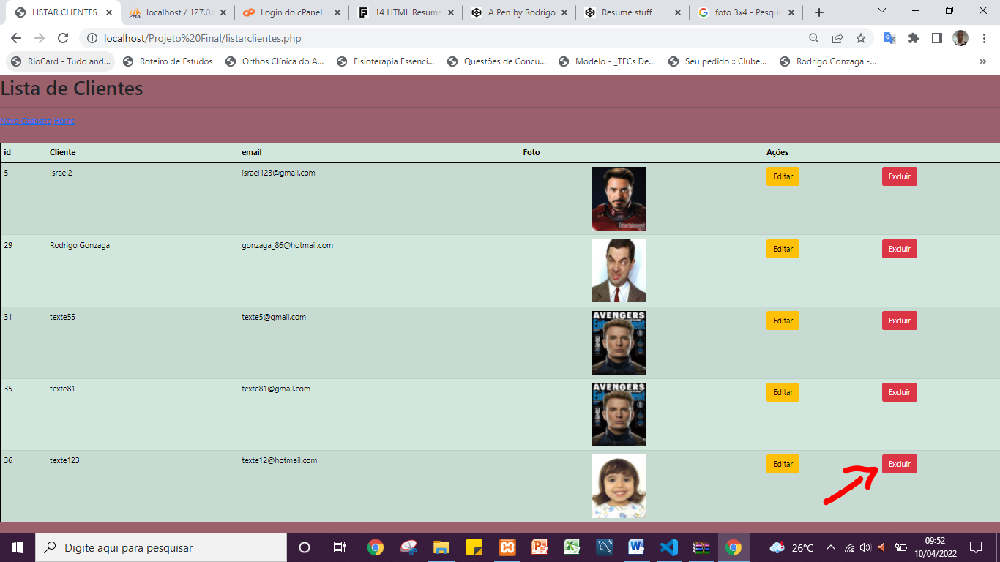 LISTAR CLIENTES
localhost / 127.0.
Login do cPanel
14 HTML Resume
A Pen by Rodrigo
Resume stuff
foto 3x4 - Pesqui
localhost/Projeto%20Final/listarclientes.php
RioCard - Tudo and...
Roteiro de Estudos
Orthos Clínica do A...
Fisioterapia Essenci...
Questões de Concu...
Modelo - _TECs De...
Seu pedido :: Clube...
Rodrigo Gonzaga -...
Lista de Clientes
Novo Cadastro Home
id Cliente email Foto Ações
5 Israel2 israel123@gmail.com Editar Excluir
Entertainment
29 Rodrigo Gonzaga gonzaga_86@hotmail.com Editar Excluir
31 texte55 texte5@gmail.com Editar Excluir
AVENGERS
35 texte81 texte81@gmail.com Editar Excluir
AVENGERS
36 texte123 texte12@hotmail.com Editar Excluir
Digite aqui para pesquisar
26°C
09:52
10/04/2022